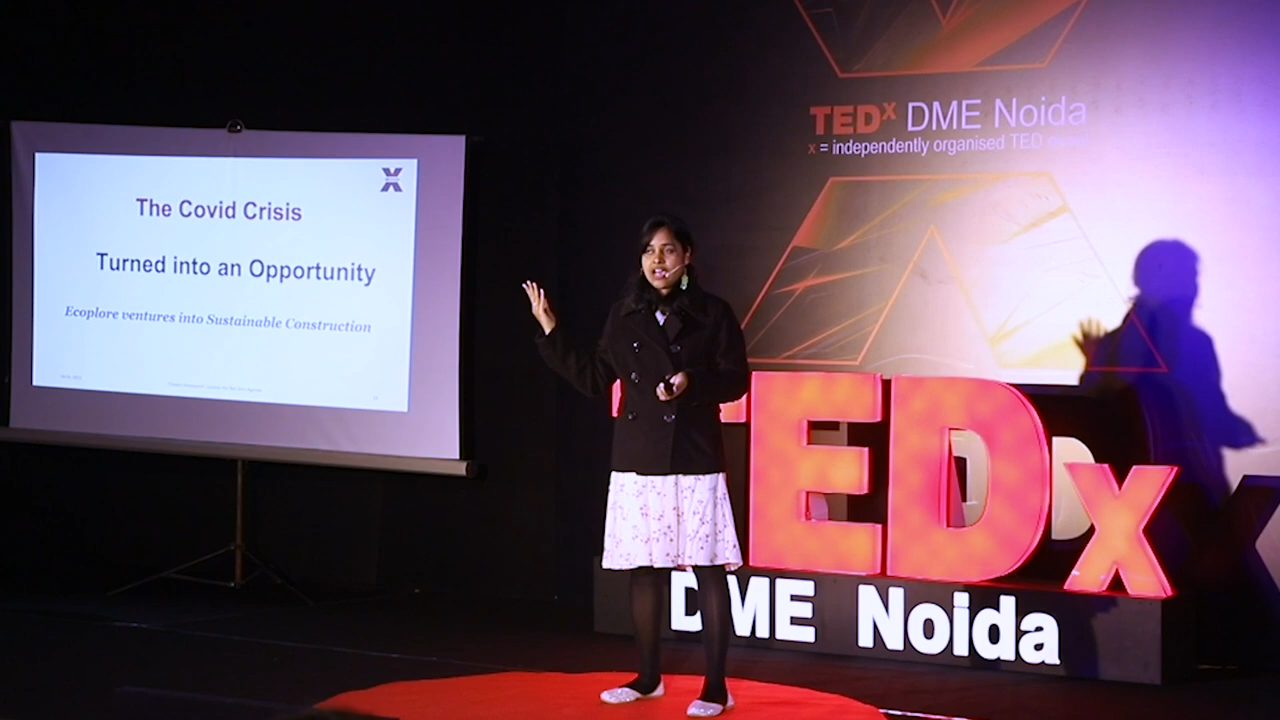 The Covid Crisis
Turned into an Opportunity
Ecoplore ventures into Sustainable Construction
TEDx DME Noida
x = independently organised TED
TEDx
DME Noida